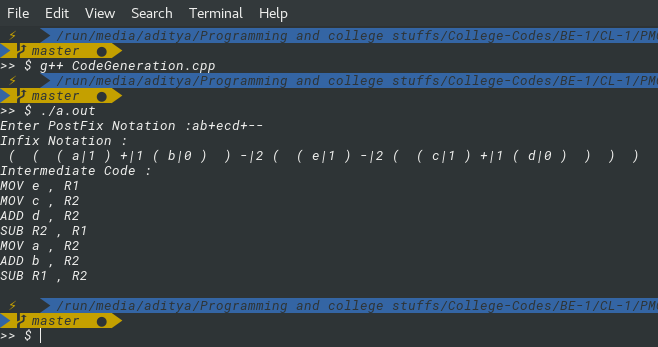 File Edit View Search Terminal Help
⚡ /run/media/aditya/Programming and college stuffs/College-Codes/BE-1/CL-1/PM
master ●
>> $ g++ CodeGeneration.cpp
⚡ /run/media/aditya/Programming and college stuffs/College-Codes/BE-1/CL-1/PM
master ●
>> $ ./a.out
Enter PostFix Notation :ab+ecd+--
Infix Notation :
( ( ( a|1 ) +|1 ( b|0 ) ) -|2 ( ( e|1 ) -|2 ( ( c|1 ) +|1 ( d|0 ) ) ) )
Intermediate Code :
MOV e , R1
MOV c , R2
ADD d , R2
SUB R2 , R1
MOV a , R2
ADD b , R2
SUB R1 , R2
⚡ /run/media/aditya/Programming and college stuffs/College-Codes/BE-1/CL-1/PM
master ●
>> $